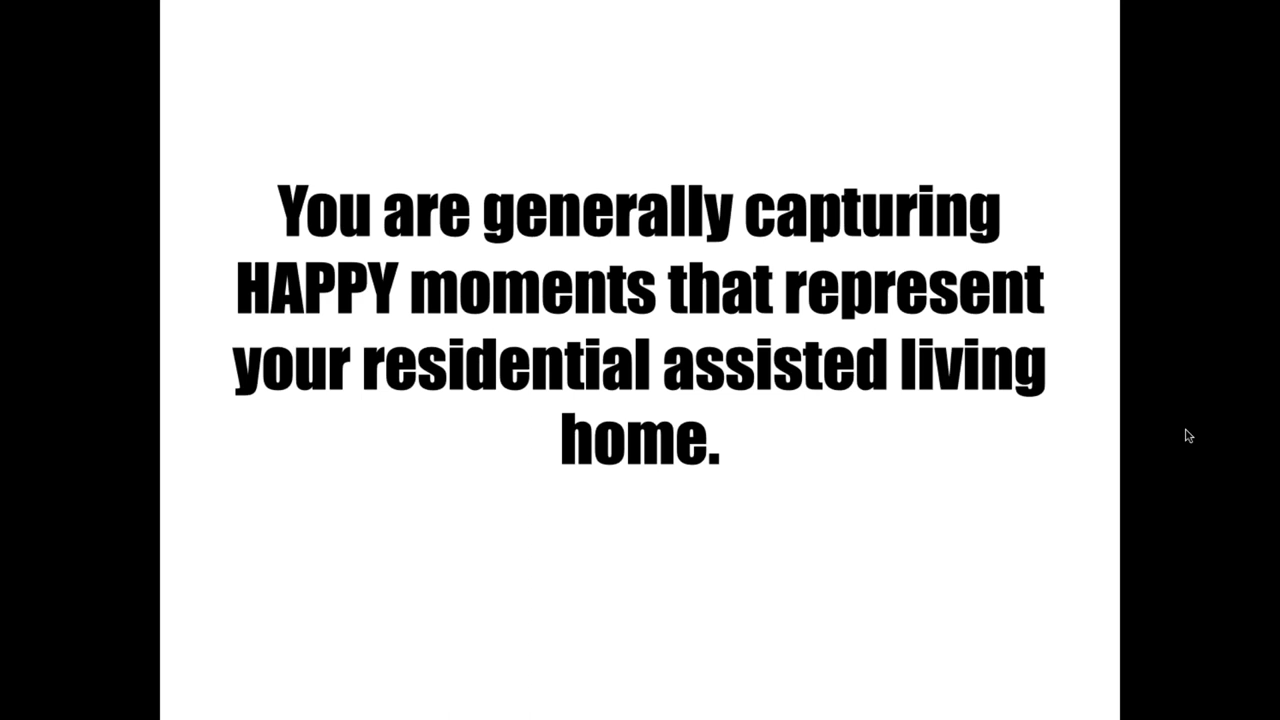 You are generally capturing
HAPPY moments that represent
your residential assisted living
home.